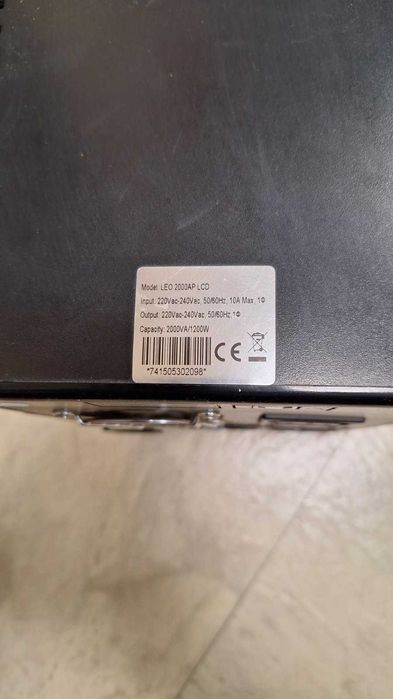 Model: LEO 2000AP LCD
Input: 220Vac-240Vac, 50/60Hz, 10A Max 1Φ
Output: 220Vac-240Vac, 50/60Hz, 1Φ
Capacity: 2000VA/1200W
CE
*741505302098*